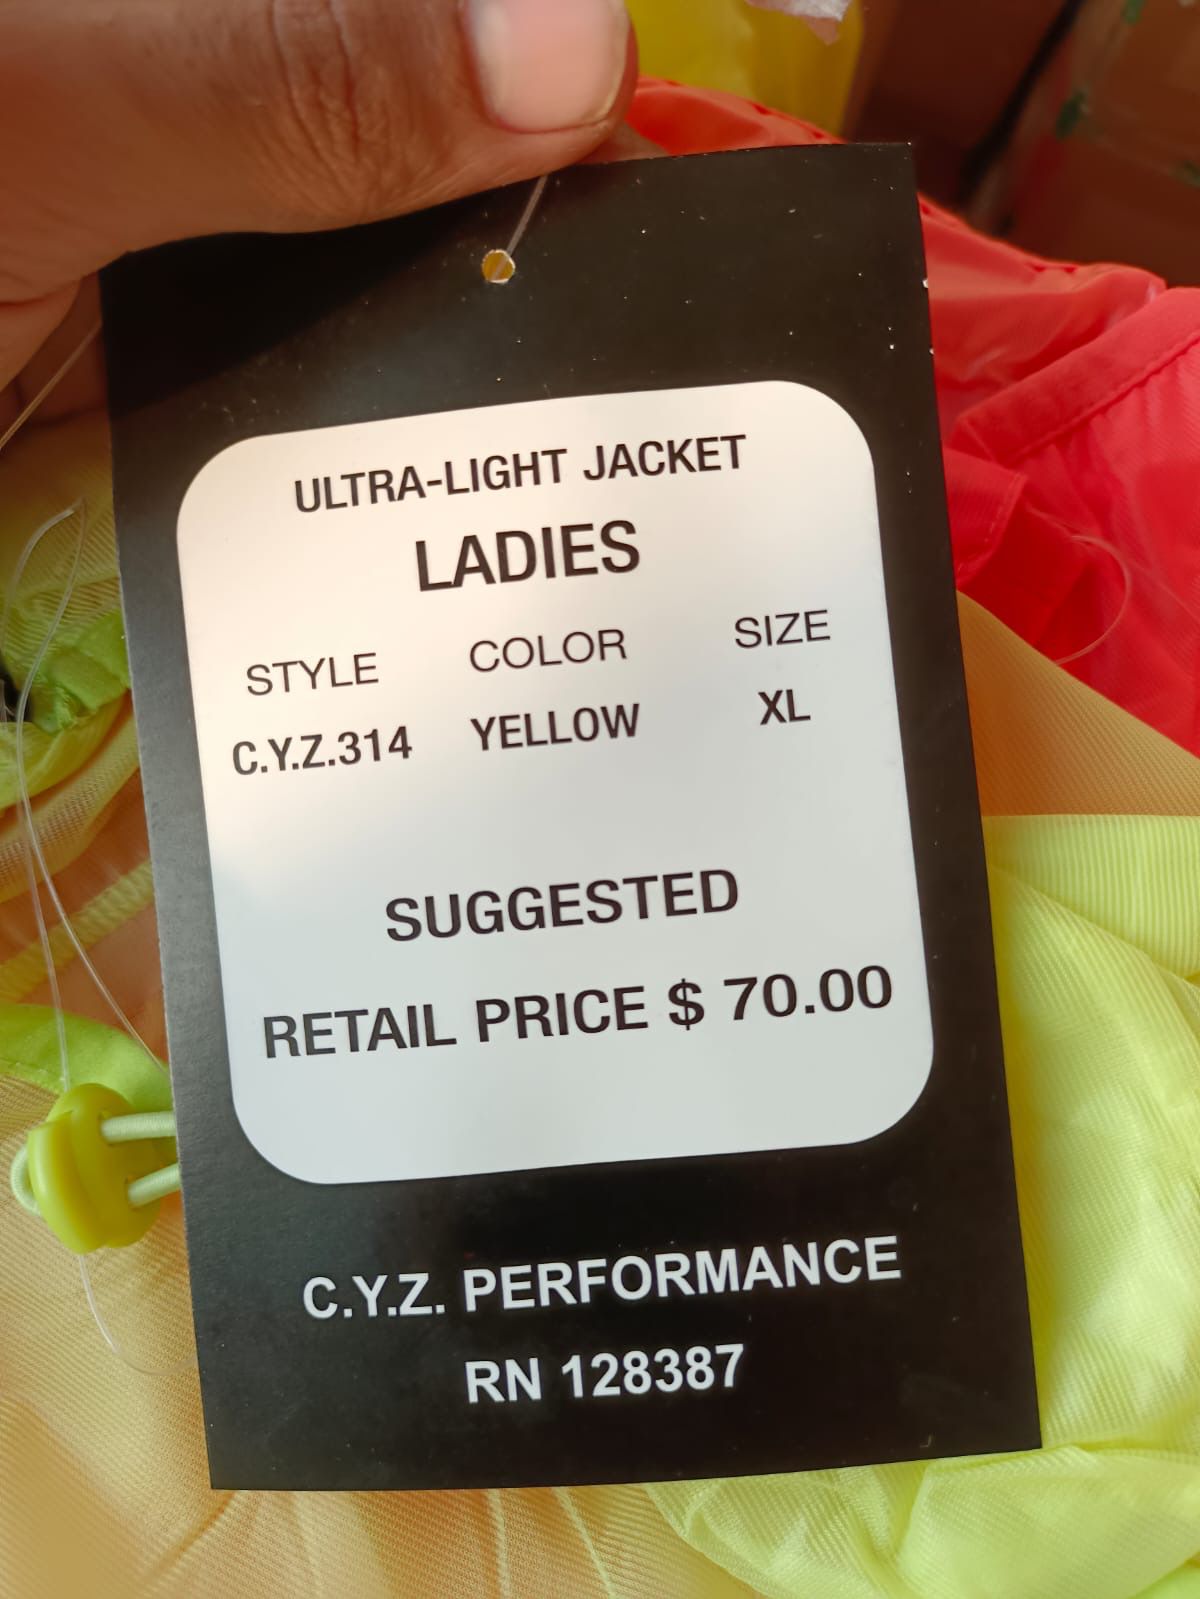 ULTRA-LIGHT JACKET
LADIES
STYLE COLOR SIZE
C.Y.Z.314 YELLOW XL
SUGGESTED
RETAIL PRICE $ 70.00
C.Y.Z. PERFORMANCE
RN 128387